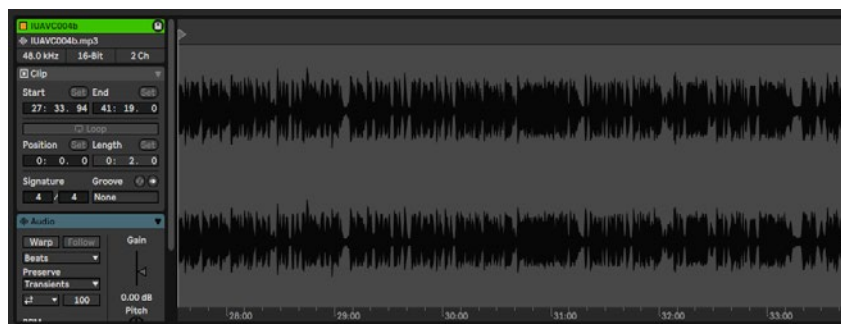 IUAVC004b
IUAVC004b.mp3
48.0 kHz 16-Bit 2 Ch
Clip
Start Set End Set
27: 33. 94 41: 19. 0
Loop
Position Set Length Set
0: 0. 0 0: 2. 0
Signature Groove
4 / 4 None
Audio
Warp Follow Gain
Beats
Preserve
Transients
100 0.00 dB
Pitch
28:00 29:00 30:00 31:00 32:00 33:00